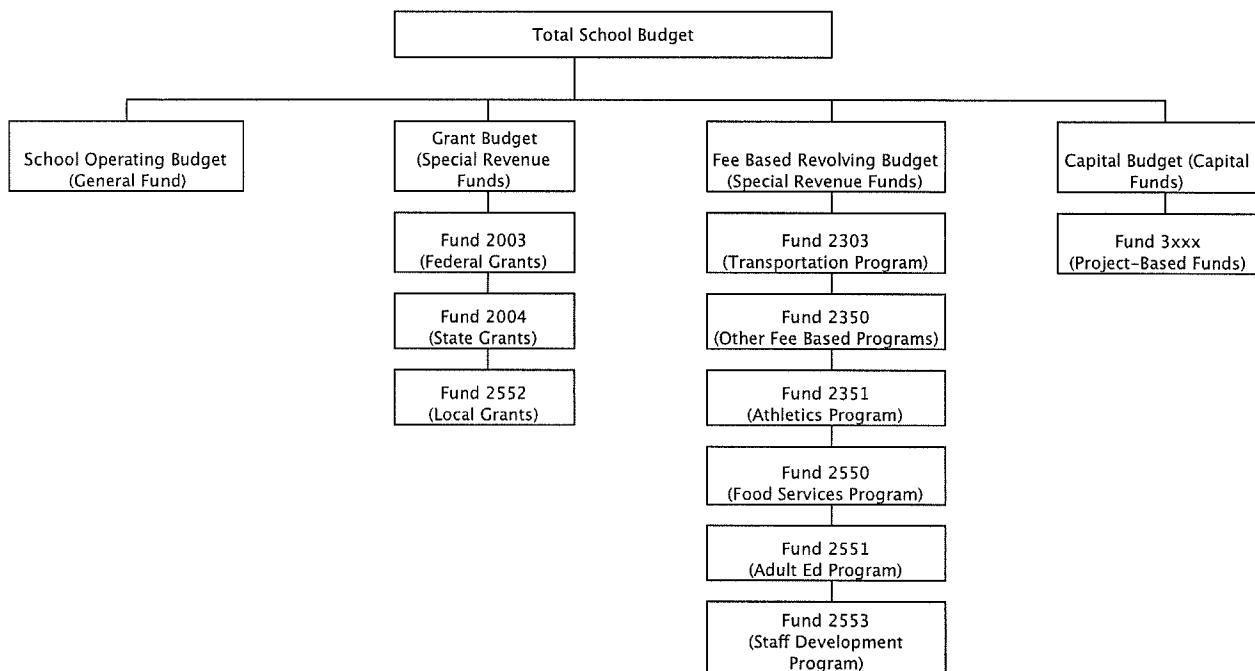 Total School Budget
School Operating Budget
(General Fund)
Grant Budget
(Special Revenue
Funds)
Fund 2003
(Federal Grants)
Fund 2004
(State Grants)
Fund 2552
(Local Grants)
Fee Based Revolving Budget
(Special Revenue Funds)
Fund 2303
(Transportation Program)
Fund 2350
(Other Fee Based Programs)
Fund 2351
(Athletics Program)
Fund 2550
(Food Services Program)
Fund 2551
(Adult Ed Program)
Fund 2553
(Staff Development
Program)
Capital Budget (Capital
Funds)
Fund 3xxx
(Project-Based Funds)